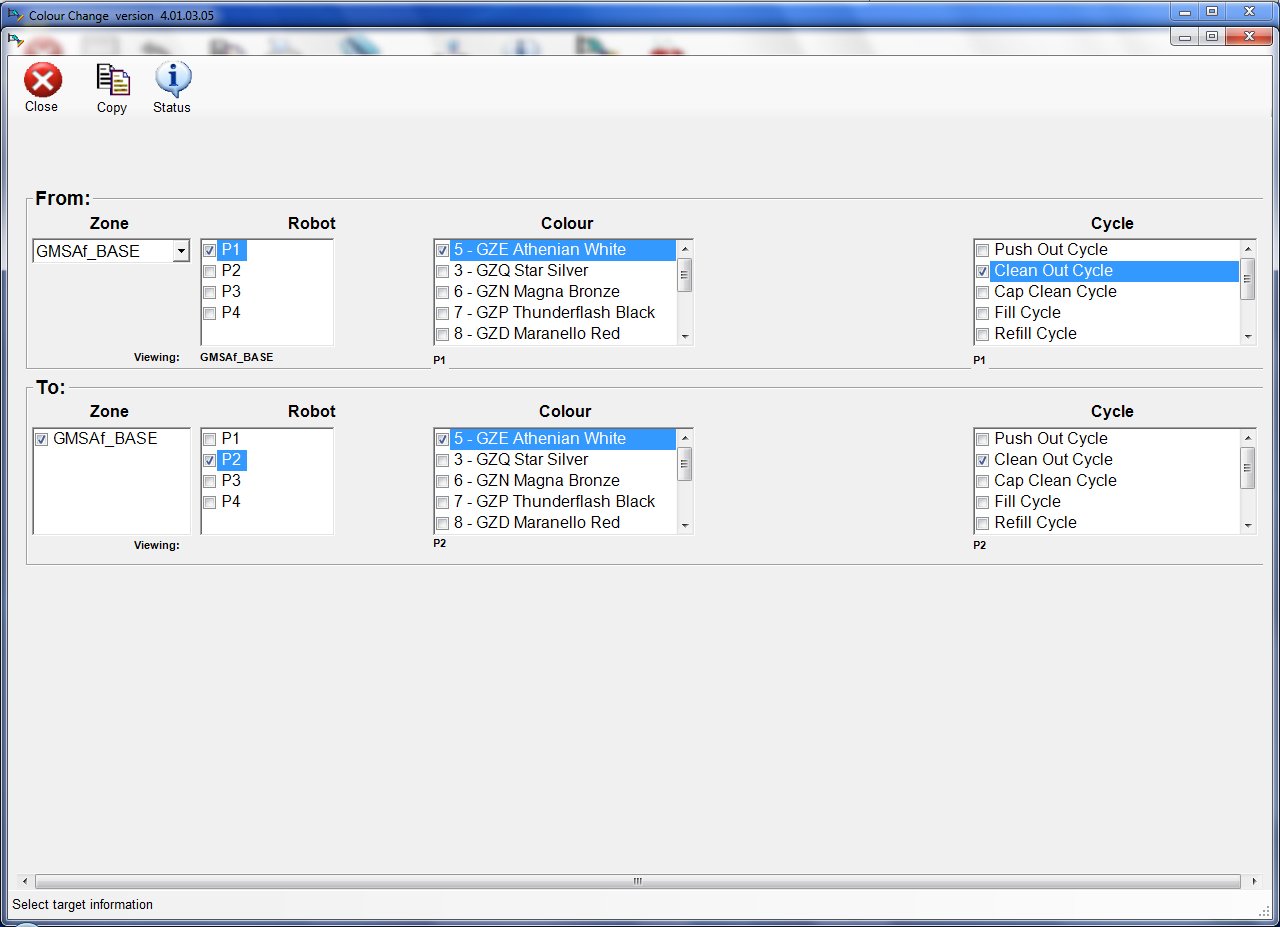 Colour Change version 4.01.03.05
Close Copy Status
From:
Zone Robot Colour Cycle
GMSAf_BASE P1 5 - GZE Athenian White Push Out Cycle
P2 3 - GZQ Star Silver Clean Out Cycle
P3 6 - GZN Magna Bronze Cap Clean Cycle
P4 7 - GZP Thunderflash Black Fill Cycle
8 - GZD Maranello Red Refill Cycle
Viewing: GMSAf_BASE P1 P1
To:
Zone Robot Colour Cycle
GMSAf_BASE P1 5 - GZE Athenian White Push Out Cycle
P2 3 - GZQ Star Silver Clean Out Cycle
P3 6 - GZN Magna Bronze Cap Clean Cycle
P4 7 - GZP Thunderflash Black Fill Cycle
8 - GZD Maranello Red Refill Cycle
Viewing: P2 P2
Select target information